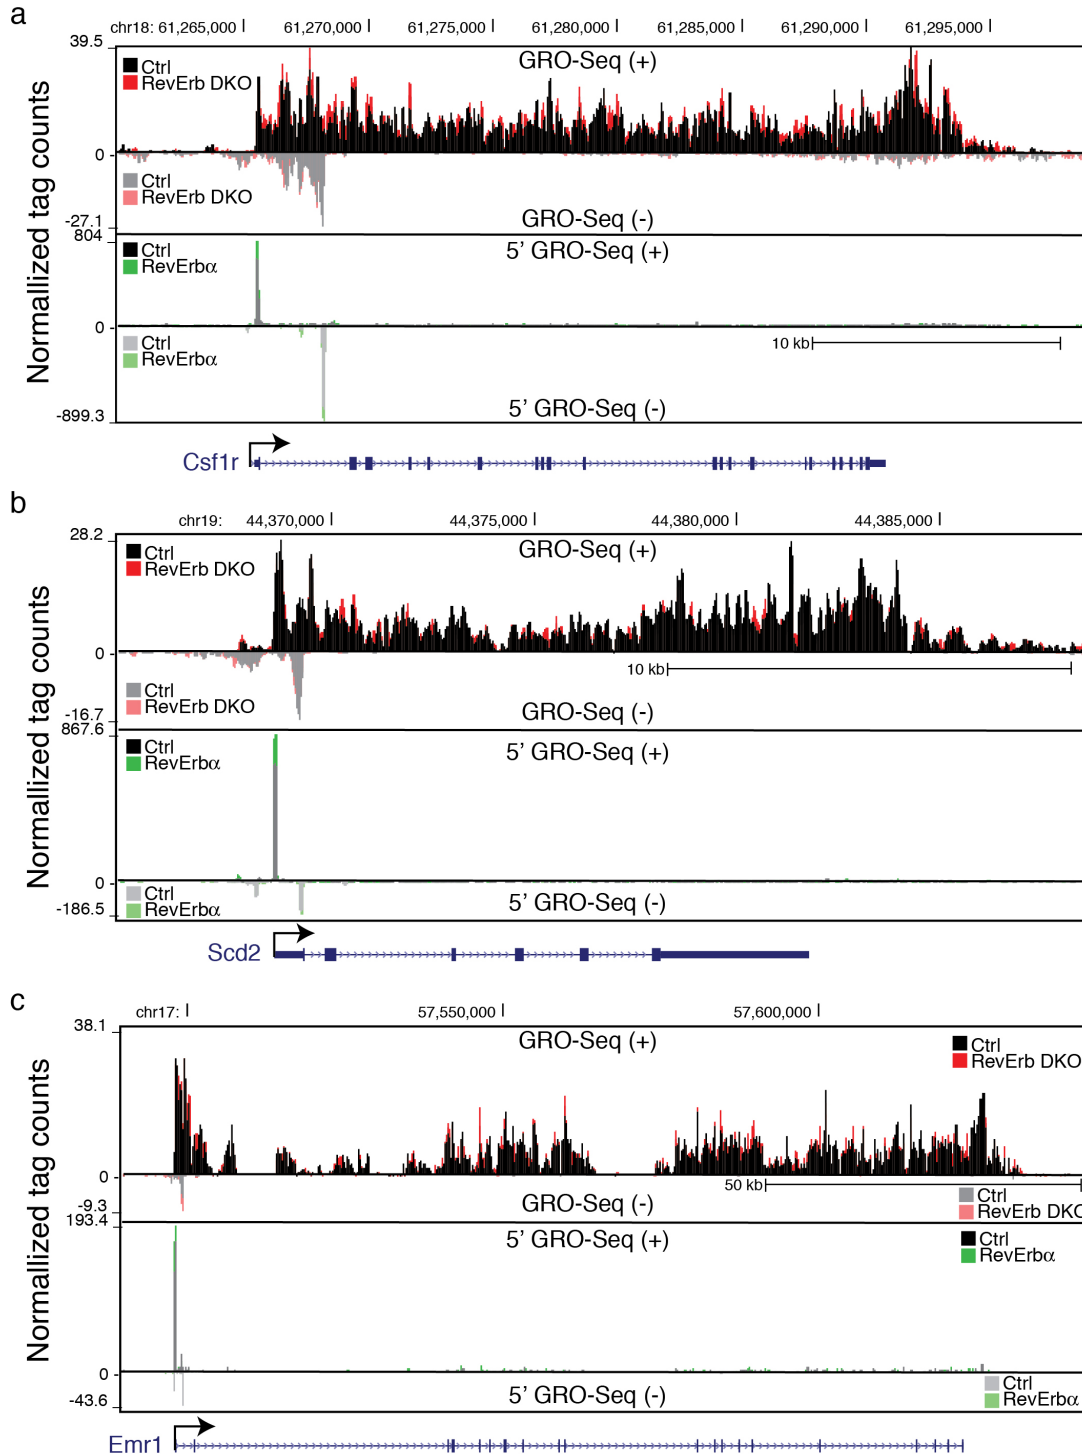 a
chr18: 61,265,000 61,270,000 61,275,000 61,280,000 61,285,000 61,290,000 61,295,000
39.5
GRO-Seq (+)
Ctrl
RevErb DKO
0
Ctrl
RevErb DKO
GRO-Seq (-)
-27.1
804
5' GRO-Seq (+)
Ctrl
RevErbα
0
10 kb
Ctrl
RevErbα
5' GRO-Seq (-)
-899.3
Normallized tag counts
Csf1r
b
chr19: 44,370,000 44,375,000 44,380,000 44,385,000
28.2
GRO-Seq (+)
Ctrl
RevErb DKO
0
10 kb
Ctrl
RevErb DKO
GRO-Seq (-)
-16.7
867.6
5' GRO-Seq (+)
Ctrl
RevErbα
0
Ctrl
RevErbα
5' GRO-Seq (-)
-186.5
Normallized tag counts
Scd2
c
chr17: 57,550,000 57,600,000
38.1
GRO-Seq (+)
Ctrl
RevErb DKO
0
50 kb
Ctrl
RevErb DKO
GRO-Seq (-)
-9.3
193.4
5' GRO-Seq (+)
Ctrl
RevErbα
0
Ctrl
RevErbα
5' GRO-Seq (-)
-43.6
Normallized tag counts
Emr1